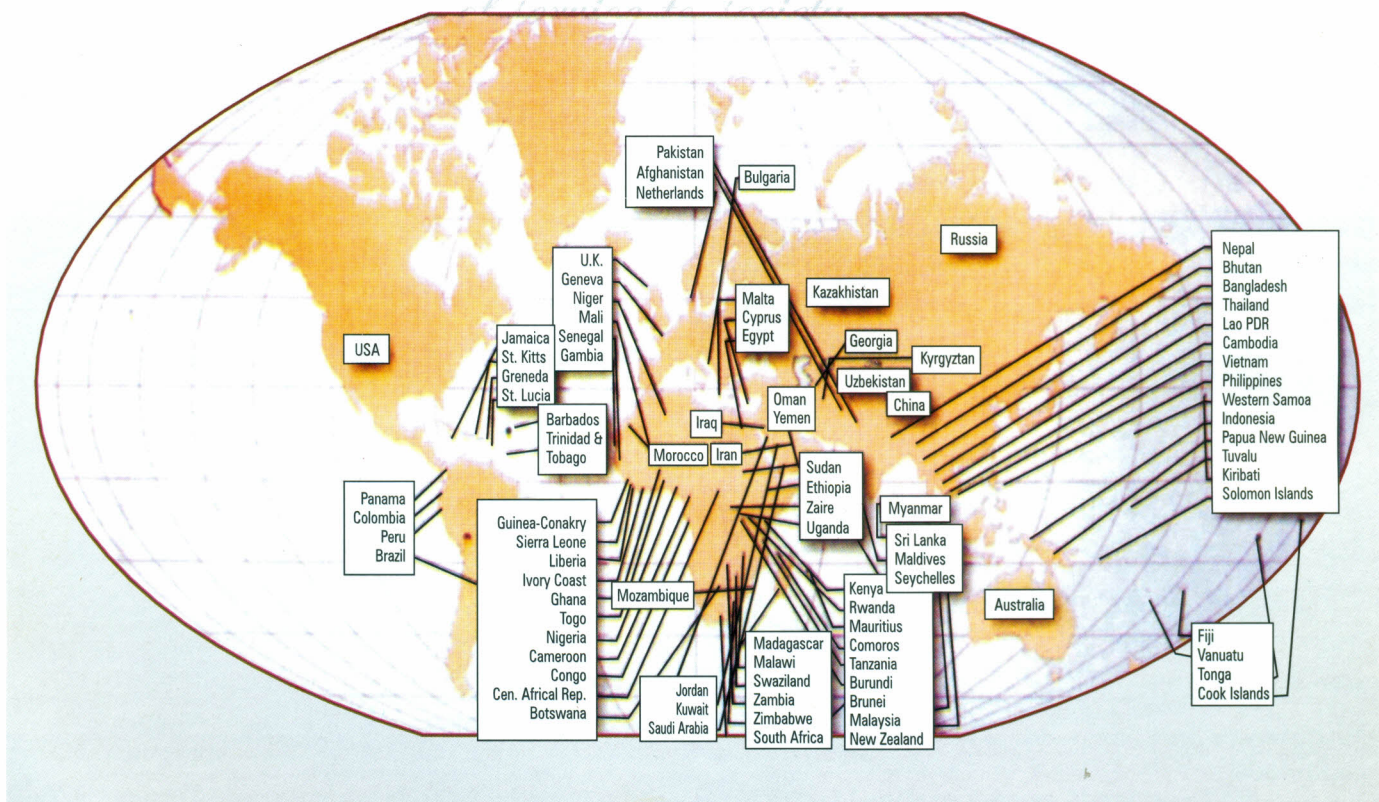 of service to society
Pakistan
Afghanistan
Netherlands
Bulgaria
Russia
U.K.
Geneva
Niger
Mali
Senegal
Gambia
Malta
Cyprus
Egypt
Kazakhistan
Nepal
Bhutan
Bangladesh
Thailand
Lao PDR
Cambodia
Vietnam
Philippines
Western Samoa
Indonesia
Papua New Guinea
Tuvalu
Kiribati
Solomon Islands
USA
Jamaica
St. Kitts
Greneda
St. Lucia
Georgia
Kyrgyztan
Uzbekistan
China
Oman
Yemen
Barbados
Trinidad &
Tobago
Iraq
Morocco
Iran
Sudan
Ethiopia
Zaire
Uganda
Panama
Colombia
Peru
Brazil
Guinea-Conakry
Sierra Leone
Liberia
Ivory Coast
Ghana
Togo
Nigeria
Cameroon
Congo
Cen. Africal Rep.
Botswana
Myanmar
Sri Lanka
Maldives
Seychelles
Mozambique
Kenya
Rwanda
Mauritius
Comoros
Tanzania
Burundi
Brunei
Malaysia
New Zealand
Australia
Madagascar
Malawi
Swaziland
Zambia
Zimbabwe
South Africa
Jordan
Kuwait
Saudi Arabia
Fiji
Vanuatu
Tonga
Cook Islands